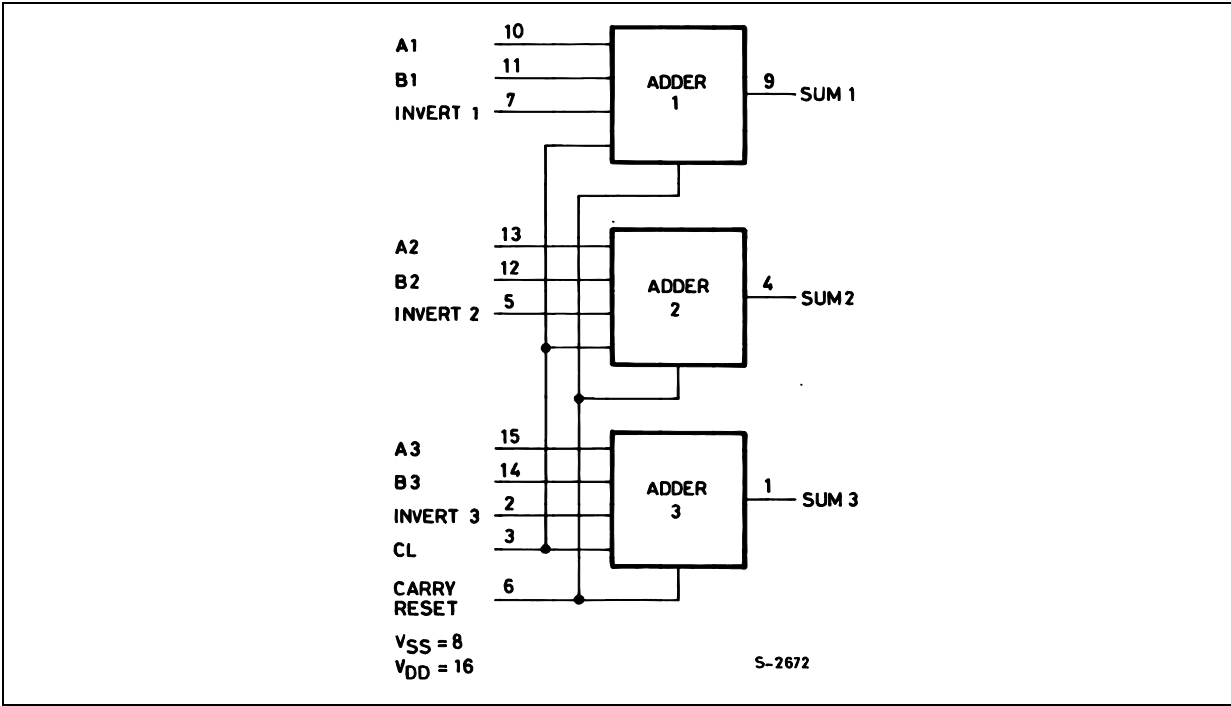 A1 10
B1 11
INVERT 1 7
ADDER
1
9 SUM 1
A2 13
B2 12
INVERT 2 5
ADDER
2
4 SUM2
A3 15
B3 14
INVERT 3 2
CL 3
ADDER
3
1 SUM 3
CARRY
RESET 6
VSS = 8
VDD = 16
S-2672